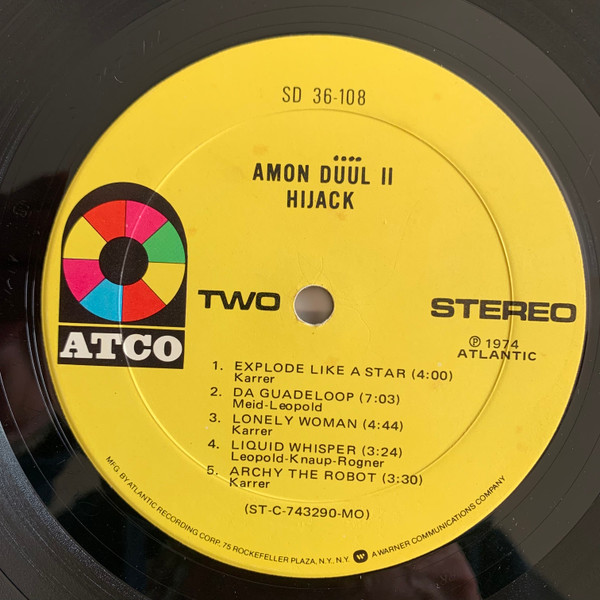 SD 36-108
AMON DÜÜL II
HIJACK
ATCO
TWO
STEREO
Ⓟ 1974
ATLANTIC
1. EXPLODE LIKE A STAR (4:00)
Karrer
2. DA GUADELOOP (7:03)
Meid-Leopold
3. LONELY WOMAN (4:44)
Karrer
4. LIQUID WHISPER (3:24)
Leopold-Knaup-Rogner
5. ARCHY THE ROBOT (3:30)
Karrer
(ST-C-743290-MO)
MFG. BY ATLANTIC RECORDING CORP. 75 ROCKEFELLER PLAZA, N.Y., N.Y. W A WARNER COMMUNICATIONS COMPANY